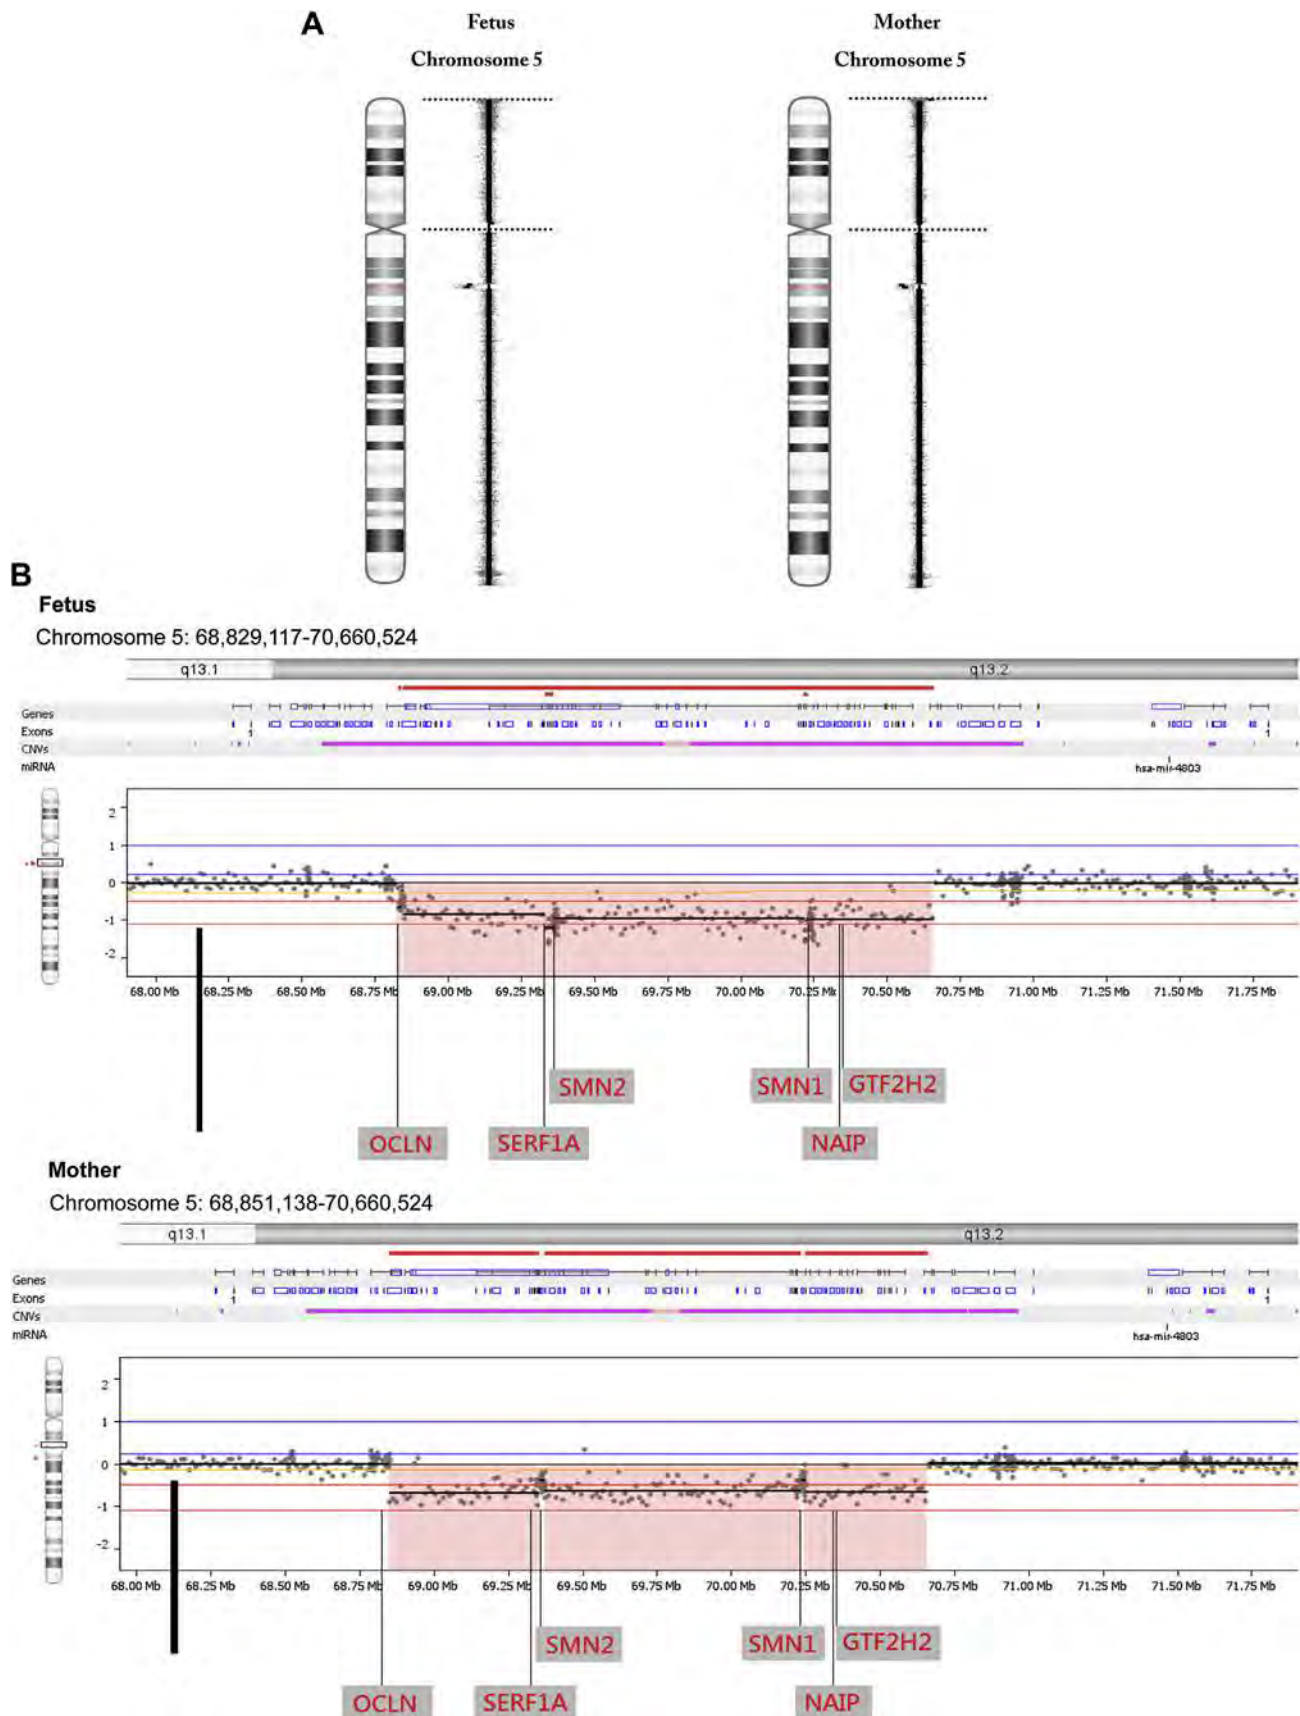 A
Fetus
Mother
Chromosome 5
Chromosome 5
B
Fetus
Chromosome 5: 68,829,117-70,660,524
q13.1
q13.2
Genes
Exons
1
1
CNVs
miRNA
hsa-mir-4803
2
1
0
-1
-2
68.00 Mb 68.25 Mb 68.50 Mb 68.75 Mb 69.00 Mb 69.25 Mb 69.50 Mb 69.75 Mb 70.00 Mb 70.25 Mb 70.50 Mb 70.75 Mb 71.00 Mb 71.25 Mb 71.50 Mb 71.75 Mb
SMN2
SMN1
GTF2H2
OCLN
SERF1A
NAIP
Mother
Chromosome 5: 68,851,138-70,660,524
q13.1
q13.2
Genes
Exons
1
1
CNVs
miRNA
hsa-mir-4803
2
1
0
-1
-2
68.00 Mb 68.25 Mb 68.50 Mb 68.75 Mb 69.00 Mb 69.25 Mb 69.50 Mb 69.75 Mb 70.00 Mb 70.25 Mb 70.50 Mb 70.75 Mb 71.00 Mb 71.25 Mb 71.50 Mb 71.75 Mb
SMN2
SMN1
GTF2H2
OCLN
SERF1A
NAIP